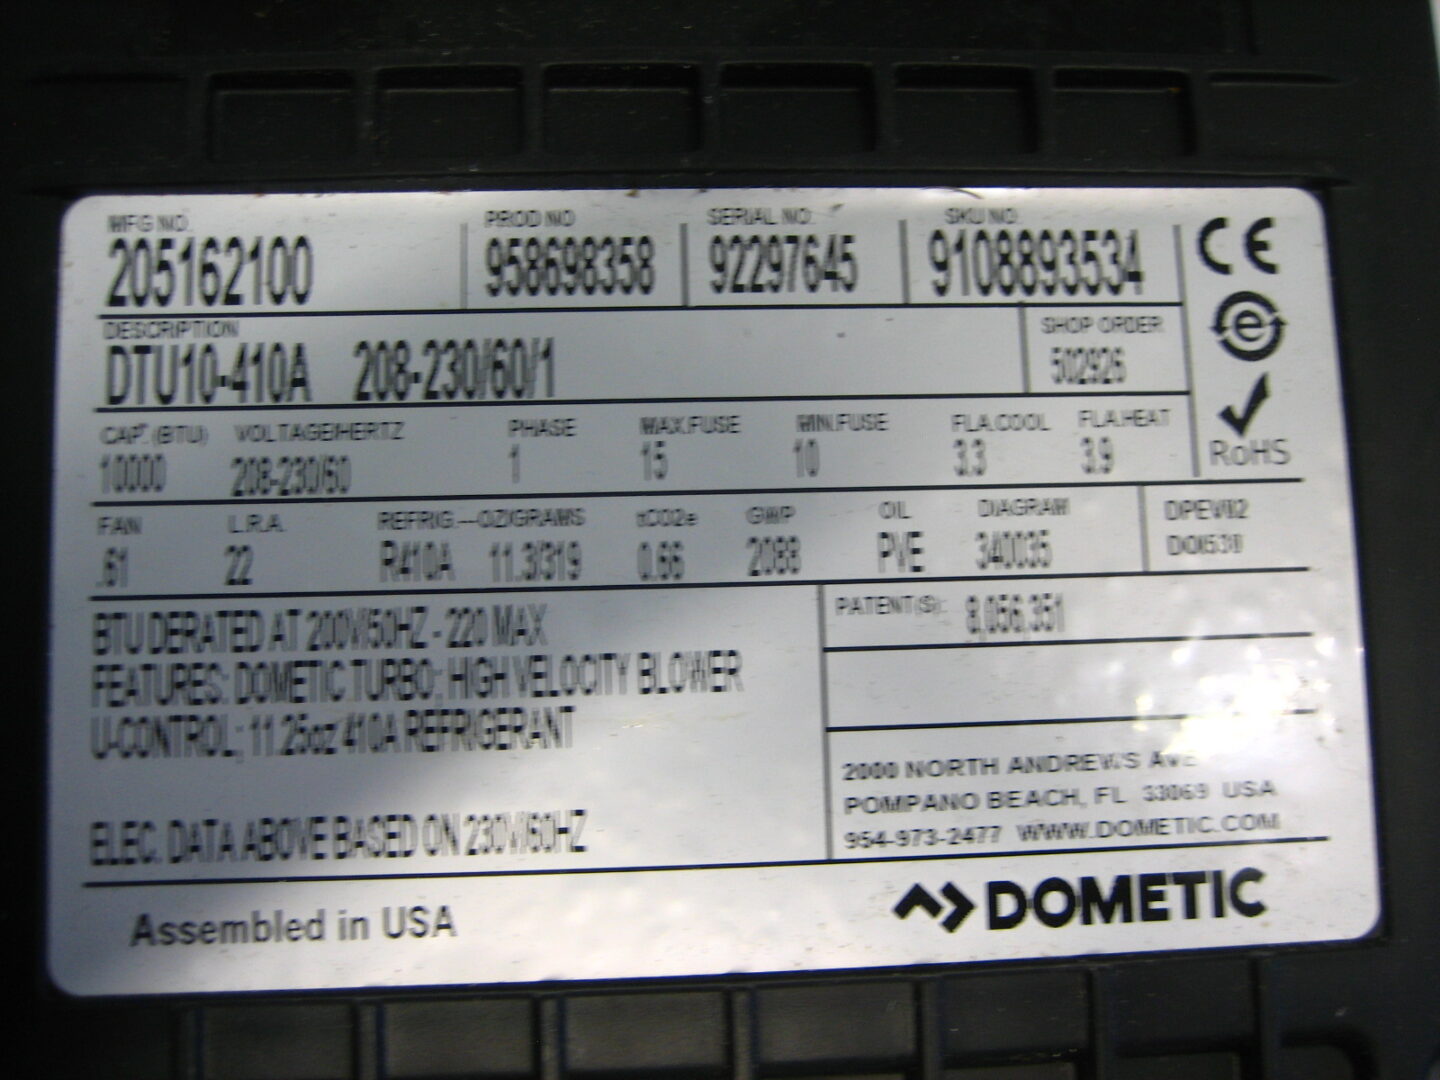 MFG NO. PROD NO SERIAL NO. SKU NO
205162100 958698358 92297645 9108893534
DESCRIPTION SHOP ORDER
DTU10-410A 208-230/60/1 502926
CAP. (BTU) VOLTAGE/HERTZ PHASE MAX.FUSE MIN.FUSE FLA.COOL FLA.HEAT
10000 208-230/60 1 15 10 3.3 3.9
CE
e
RoHS
FAN L.R.A. REFRIG.---OZ/GRAMS tCO2e GWP OIL DIAGRAM
.61 22 R410A 11.3/319 0.66 2088 PVE 340035
BTU DERATED AT 200V/50HZ - 220 MAX
FEATURES: DOMETIC TURBO; HIGH VELOCITY BLOWER
U-CONTROL; 11.25oz 410A REFRIGERANT
ELEC. DATA ABOVE BASED ON 230V/60HZ
PATENT(S): 8,056,351
2000 NORTH ANDREWS AVE
POMPANO BEACH, FL 33069 USA
954-973-2477 WWW.DOMETIC.COM
Assembled in USA
DOMETIC